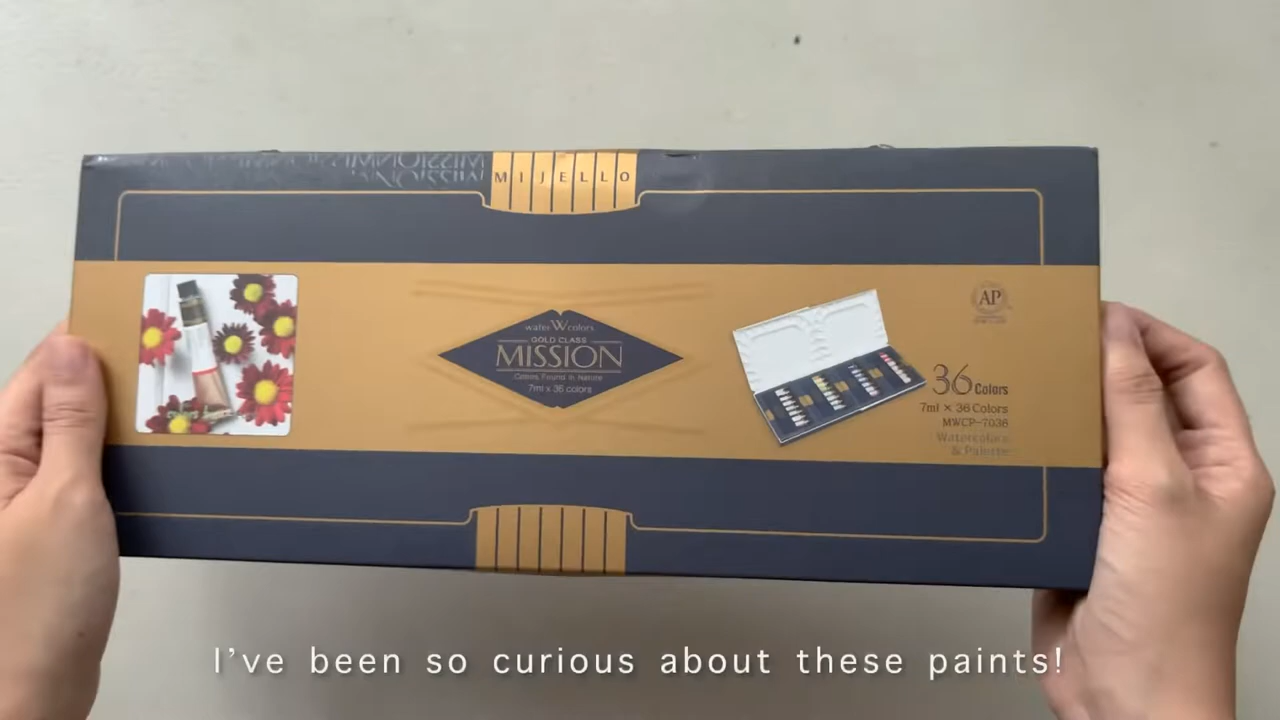 MIJELLO
water W colors
GOLD CLASS
MISSION
Colors Found in Nature
7ml x 36 colors
AP
36 Colors
7ml × 36 Colors
MWCP-7036
Watercolors
& Palette
I've been so curious about these paints!